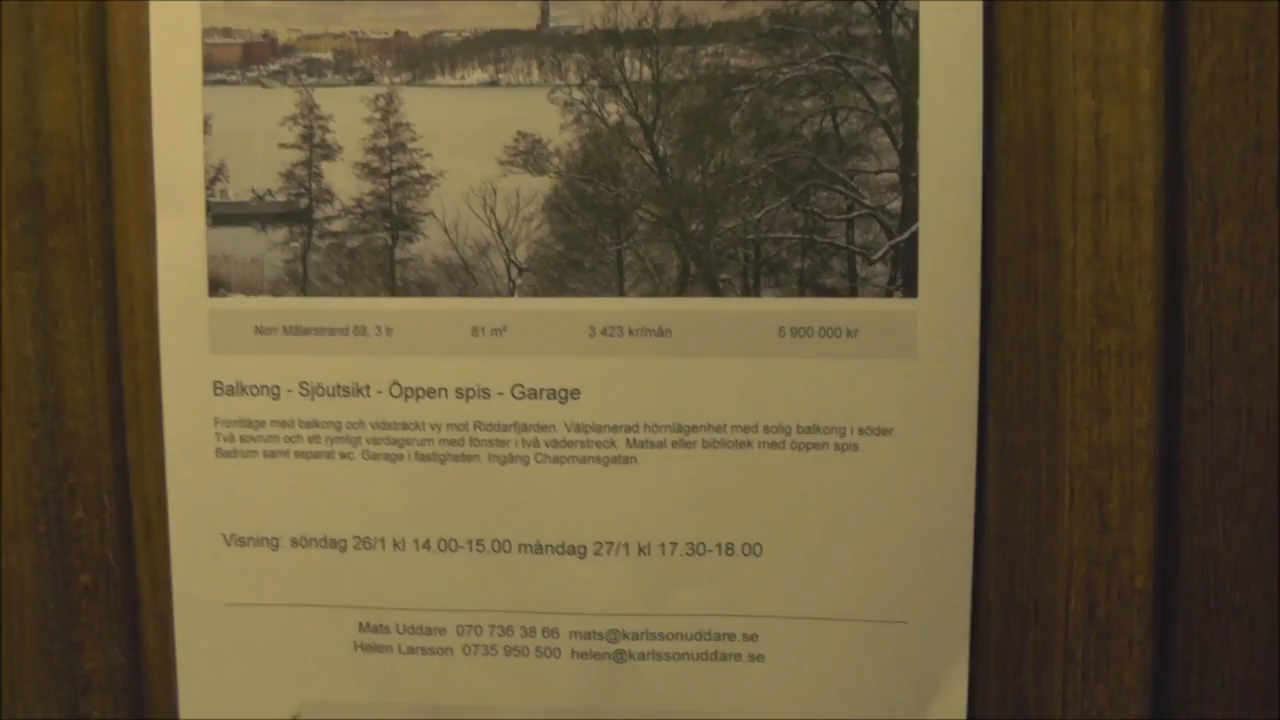 Norr Mälarstrand 68, 3 tr 81 m² 3 423 kr/mån 5 900 000 kr
Balkong - Sjöutsikt - Öppen spis - Garage
Frontläge med balkong och vidsträckt vy mot Riddarfjärden. Välplanerad hörnlägenhet med solig balkong i söder.
Två sovrum och ett rymligt vardagsrum med fönster i två väderstreck. Matsal eller bibliotek med öppen spis.
Badrum samt separat wc. Garage i fastigheten. Ingång Chapmansgatan.
Visning: söndag 26/1 kl 14.00-15.00 måndag 27/1 kl 17.30-18.00
Mats Uddare 070 736 38 66 mats@karlssonuddare.se
Helen Larsson 0735 950 500 helen@karlssonuddare.se